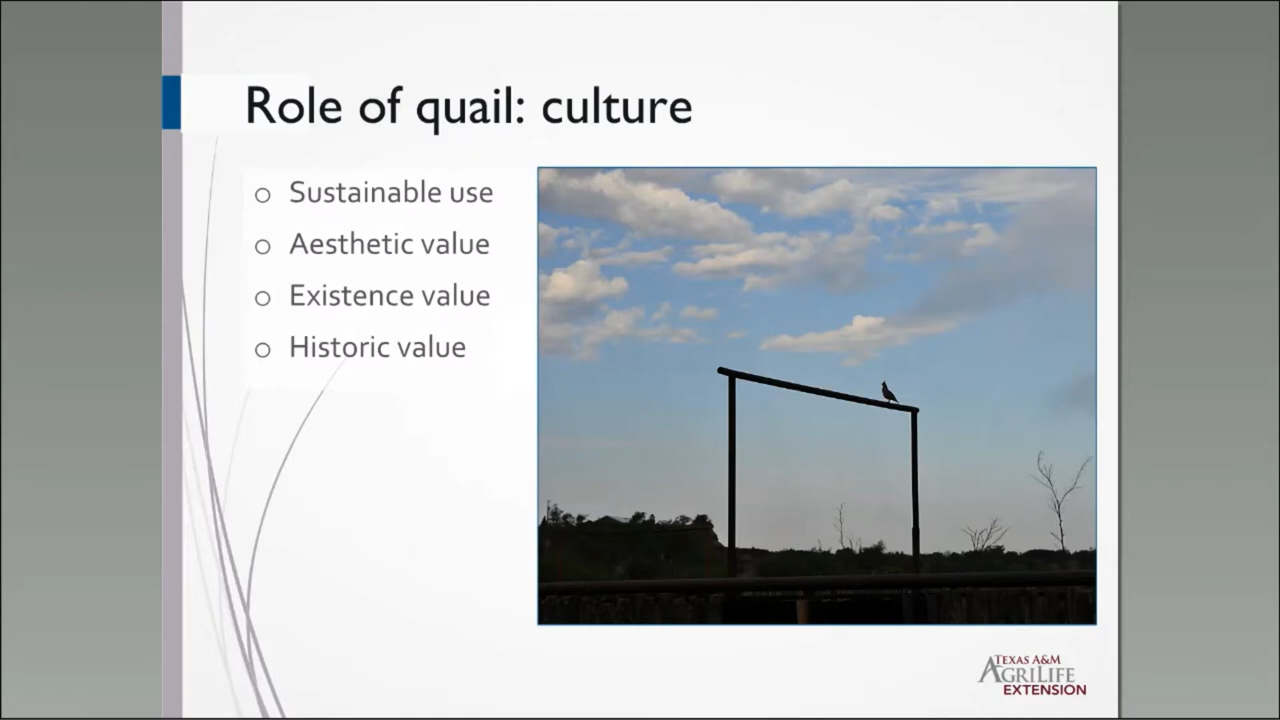 Role of quail: culture
o Sustainable use
o Aesthetic value
o Existence value
o Historic value
TEXAS A&M
AGRILIFE
EXTENSION